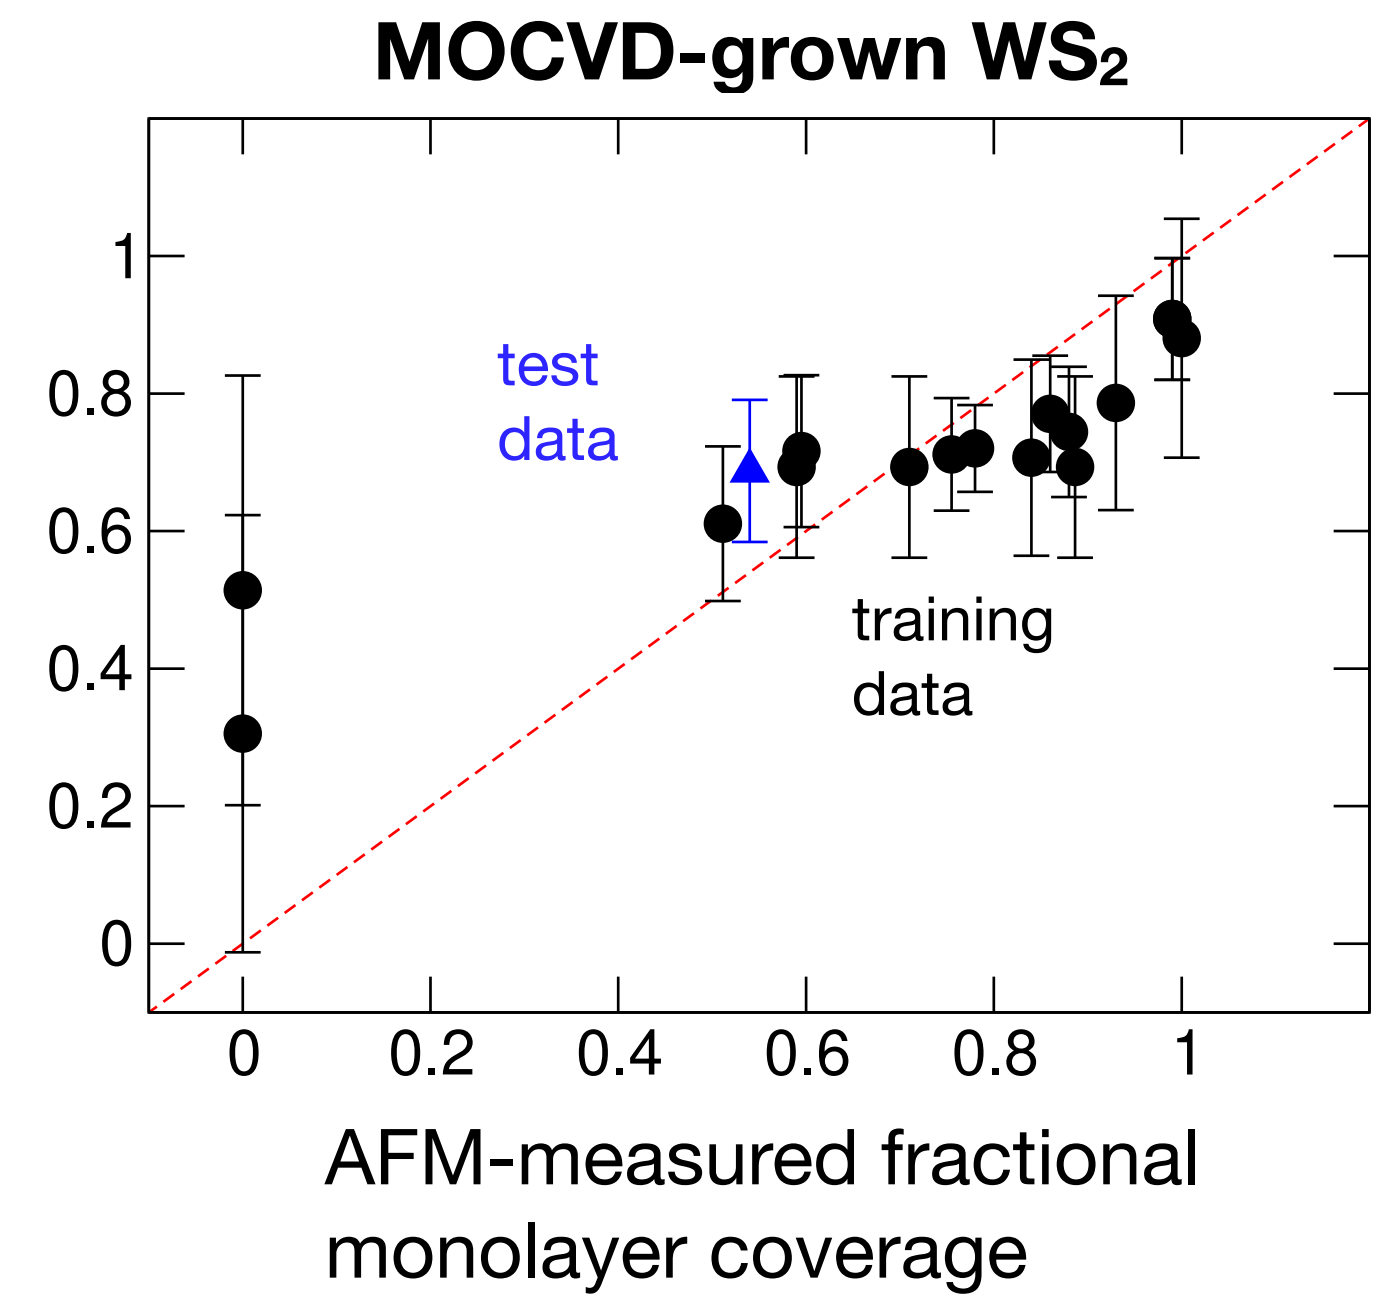 MOCVD-grown WS₂
1
0.8
0.6
0.4
0.2
0
test
data
training
data
0 0.2 0.4 0.6 0.8 1
AFM-measured fractional
monolayer coverage